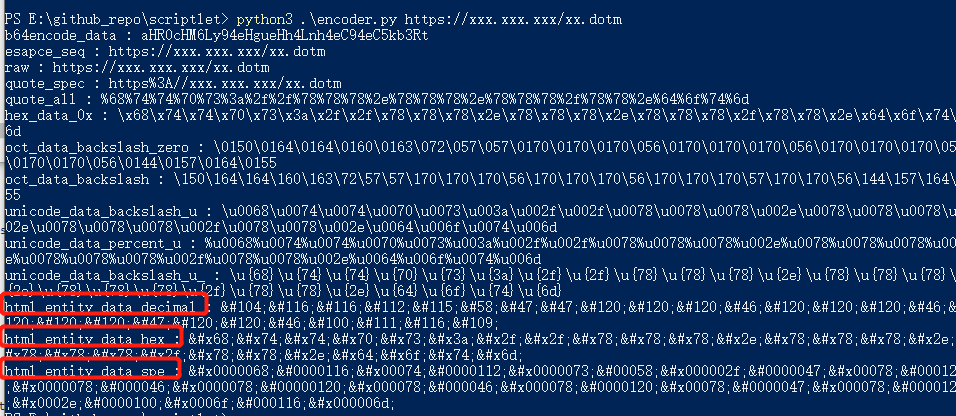 PS E:\github_repo\scriptlet> python3 .\encoder.py https://xxx.xxx.xxx/xx.dotm
b64encode_data : aHR0cHM6Ly94eHgueHh4Lnh4eC94eC5kb3Rt
esapce_seq : https://xxx.xxx.xxx/xx.dotm
raw : https://xxx.xxx.xxx/xx.dotm
quote_spec : https%3A//xxx.xxx.xxx/xx.dotm
quote_all : %68%74%74%70%73%3a%2f%2f%78%78%78%2e%78%78%78%2e%78%78%78%2f%78%78%2e%64%6f%74%6d
hex_data_0x : \x68\x74\x74\x70\x73\x3a\x2f\x2f\x78\x78\x78\x2e\x78\x78\x78\x2e\x78\x78\x78\x2f\x78\x78\x2e\x64\x6f\x74\
6d
oct_data_backslash_zero : \0150\0164\0164\0160\0163\072\057\057\0170\0170\0170\056\0170\0170\0170\056\0170\0170\0170\05
\0170\0170\056\0144\0157\0164\0155
oct_data_backslash : \150\164\164\160\163\72\57\57\170\170\170\56\170\170\170\56\170\170\170\57\170\170\56\144\157\164\
55
unicode_data_backslash_u : \u0068\u0074\u0074\u0070\u0073\u003a\u002f\u002f\u0078\u0078\u0078\u002e\u0078\u0078\u0078\u
02e\u0078\u0078\u0078\u002f\u0078\u0078\u002e\u0064\u006f\u0074\u006d
unicode_data_percent_u : %u0068%u0074%u0074%u0070%u0073%u003a%u002f%u002f%u0078%u0078%u0078%u002e%u0078%u0078%u0078%u
e%u0078%u0078%u0078%u002f%u0078%u0078%u002e%u0064%u006f%u0074%u006d
unicode_data_backslash_u_ : \u{68}\u{74}\u{74}\u{70}\u{73}\u{3a}\u{2f}\u{2f}\u{78}\u{78}\u{78}\u{2e}\u{78}\u{78}\u{78}\
{2e}\u{78}\u{78}\u{78}\u{2f}\u{78}\u{78}\u{2e}\u{64}\u{6f}\u{74}\u{6d}
html_entity_data_decimal : &#104;&#116;&#116;&#112;&#115;&#58;&#47;&#47;&#120;&#120;&#120;&#46;&#120;&#120;&#120;&#46;&
120;&#120;&#120;&#47;&#120;&#120;&#46;&#100;&#111;&#116;&#109;
html_entity_data_hex : &#x68;&#x74;&#x74;&#x70;&#x73;&#x3a;&#x2f;&#x2f;&#x78;&#x78;&#x78;&#x2e;&#x78;&#x78;&#x78;&#x2e;
#x78;&#x78;&#x78;&#x2f;&#x78;&#x78;&#x2e;&#x64;&#x6f;&#x74;&#x6d;
html_entity_data_spe : &#x0000068;&#0000116;&#x00074;&#0000112;&#x0000073;&#00058;&#x000002f;&#0000047;&#x00078;&#00012
;&#x0000078;&#000046;&#x0000078;&#00000120;&#x000078;&#0000046;&#x0000078;&#0000120;&#x0000078;&#000047;&#x00078;&#0000012
;&#x0002e;&#0000100;&#x0006f;&#000116;&#x000006d;